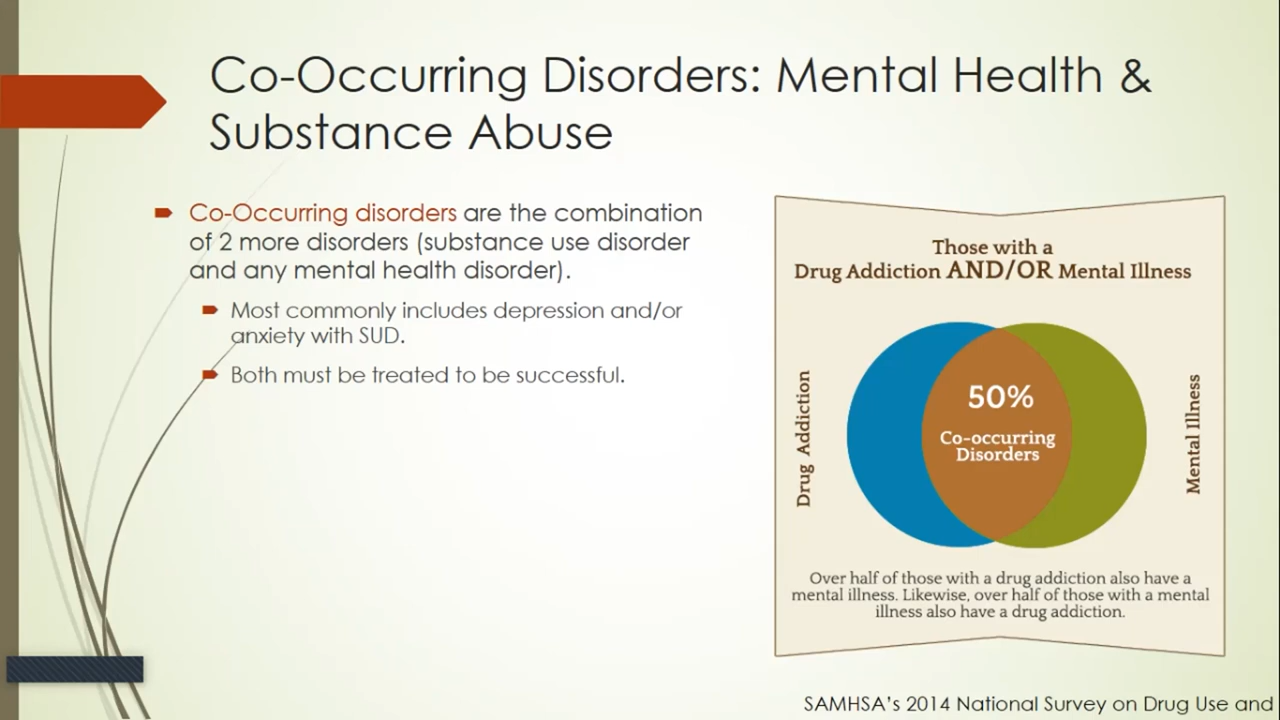 Co-Occurring Disorders: Mental Health &
Substance Abuse
Co-Occurring disorders are the combination
of 2 more disorders (substance use disorder
and any mental health disorder).
Most commonly includes depression and/or
anxiety with SUD.
Both must be treated to be successful.
Those with a
Drug Addiction AND/OR Mental Illness
Drug Addiction
50%
Co-occurring
Disorders
Mental Illness
Over half of those with a drug addiction also have a
mental illness. Likewise, over half of those with a mental
illness also have a drug addiction.
SAMHSA's 2014 National Survey on Drug Use and